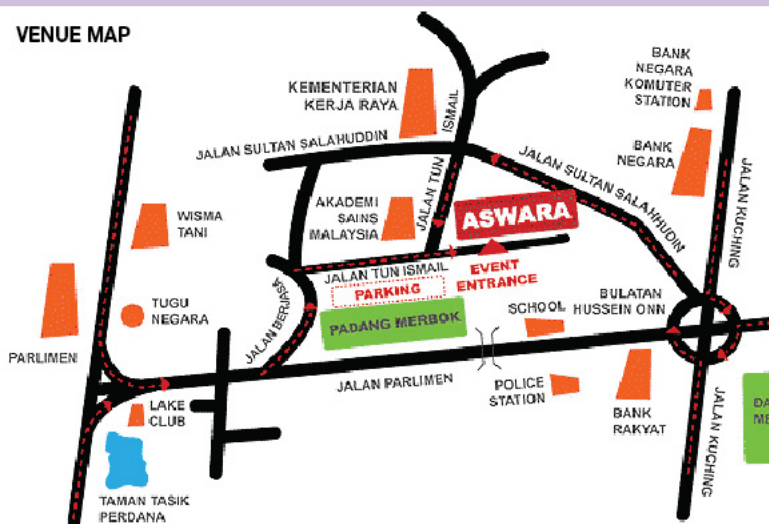 VENUE MAP
BANK
NEGARA
KOMUTER
STATION
KEMENTERIAN
KERJA RAYA
JALAN TUN ISMAIL
BANK
NEGARA
JALAN SULTAN SALAHUDDIN
JALAN SULTAN SALAHHUDIN
JALAN KUCHING
AKADEMI
SAINS
MALAYSIA
ASWARA
WISMA
TANI
EVENT
ENTRANCE
JALAN TUN ISMAIL
PARKING
PADANG MERBOK
JALAN BERJASA
SCHOOL
BULATAN
HUSSEIN ONN
TUGU
NEGARA
PARLIMEN
JALAN PARLIMEN
POLICE
STATION
BANK
RAKYAT
JALAN KUCHING
LAKE
CLUB
TAMAN TASIK
PERDANA